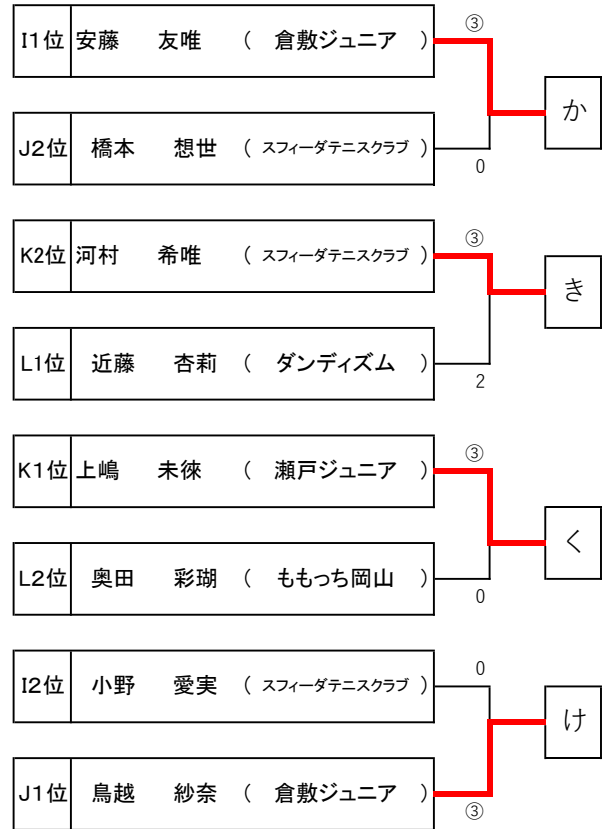 ③
I1位 安藤 友唯 ( 倉敷ジュニア )
か
J2位 橋本 想世 ( スフィーダテニスクラブ )
0
③
K2位 河村 希唯 ( スフィーダテニスクラブ )
き
L1位 近藤 杏莉 ( ダンディズム )
2
③
K1位 上嶋 未徠 ( 瀬戸ジュニア )
く
L2位 奥田 彩瑚 ( ももっち岡山 )
0
0
I2位 小野 愛実 ( スフィーダテニスクラブ )
け
J1位 鳥越 紗奈 ( 倉敷ジュニア )
③